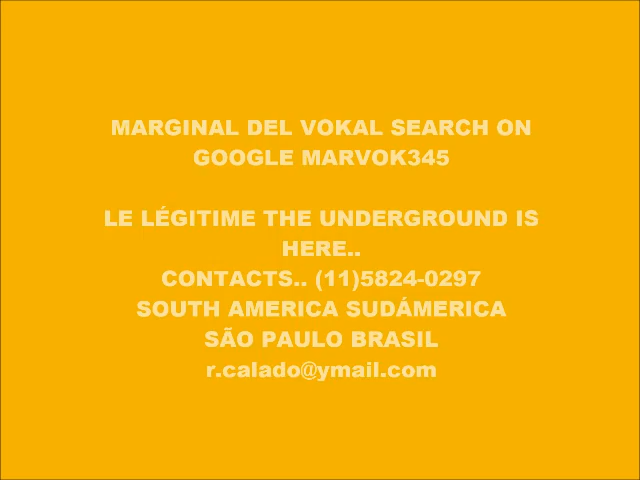 MARGINAL DEL VOKAL SEARCH ON
GOOGLE MARVOK345
LE LÉGITIME THE UNDERGROUND IS
HERE..
CONTACTS.. (11)5824-0297
SOUTH AMERICA SUDÁMERICA
SÃO PAULO BRASIL
r.calado@ymail.com